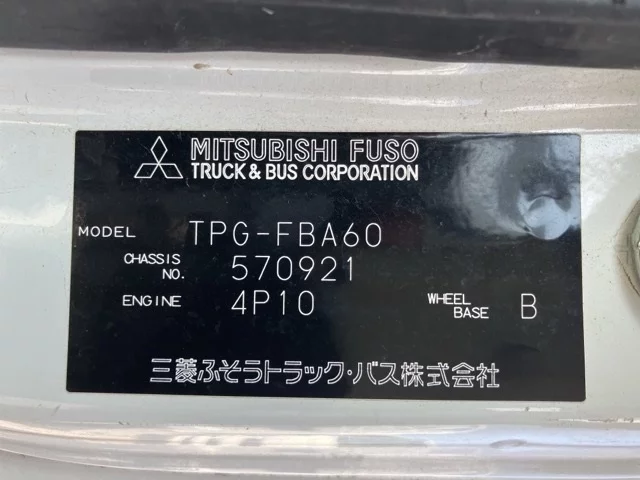 MITSUBISHI FUSO
TRUCK & BUS CORPORATION
MODEL TPG-FBA60
CHASSIS NO. 570921
ENGINE 4P10 WHEEL BASE B
三菱ふそうトラック・バス株式会社